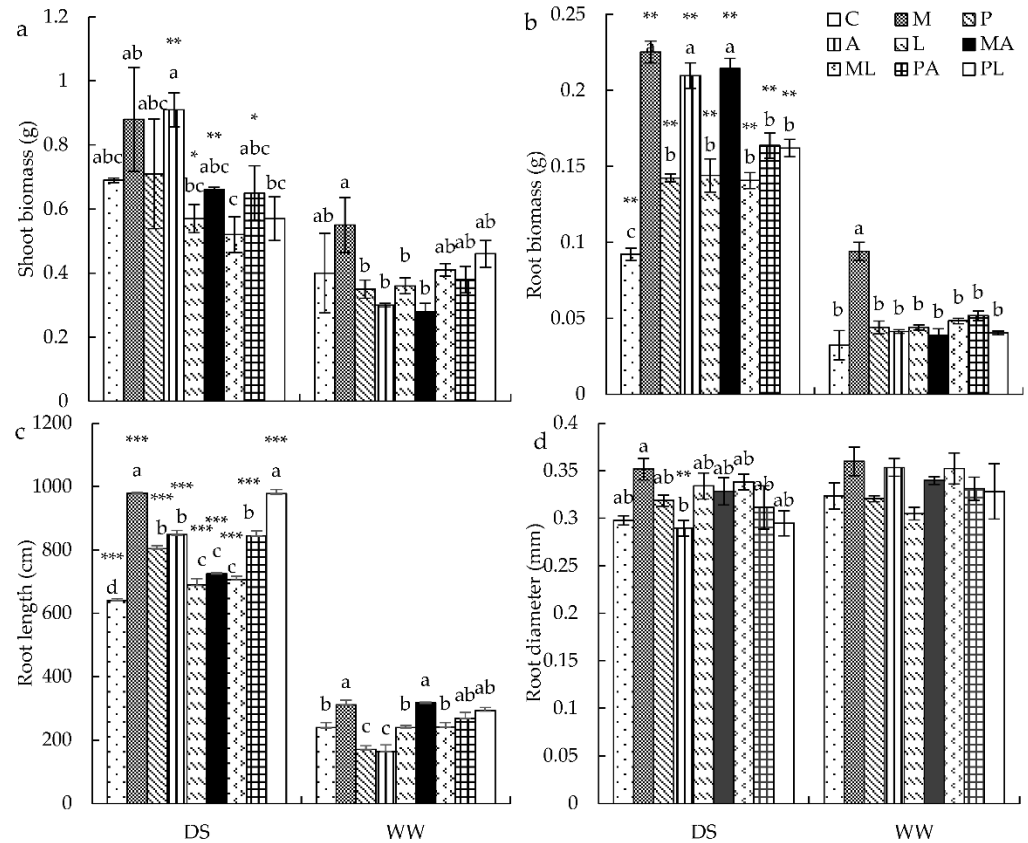 a
Shoot biomass (g)
1.2
1
0.8
0.6
0.4
0.2
0
abc
ab
abc
**
a
*
bc
**
abc
c
*
abc
bc
ab
a
b
b
b
b
ab
ab
ab
b
Root biomass (g)
0.25
0.2
0.15
0.1
0.05
0
C M P
A L MA
ML PA PL
**
c
**
a
**
b
**
a
**
b
**
a
**
b
**
b
**
b
b
a
b
b
b
b
b
b
b
c
Root length (cm)
1200
1000
800
600
400
200
0
***
d
***
a
***
b
***
b
***
c
***
c
***
c
***
b
***
a
b
a
c
c
b
a
b
ab
ab
DS WW
d
Root diameter (mm)
0.4
0.35
0.3
0.25
0.2
0.15
0.1
0.05
0
ab
a
ab
**
b
ab
ab
ab
ab
ab
DS WW